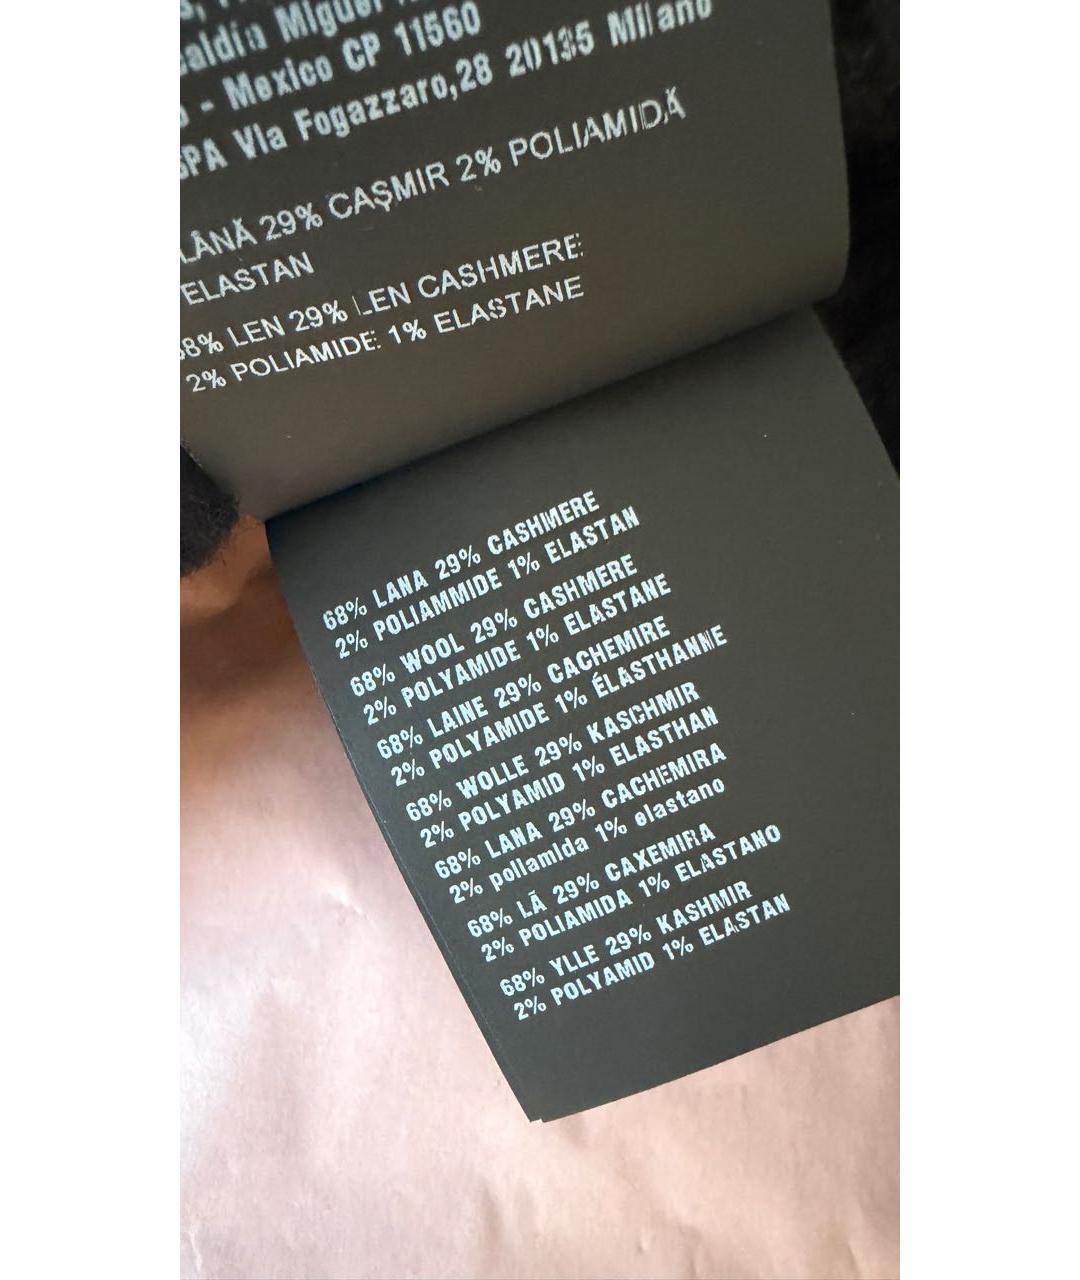 caldía Miguel
- Mexico CP 11560
SPA Via Fogazzaro,28 20135 Milano
LÂNĂ 29% CAŞMIR 2% POLIAMIDĂ
ELASTAN
68% LEN 29% LEN CASHMERE:
2% POLIAMIDE: 1% ELASTANE
68% LANA 29% CASHMERE
2% POLIAMMIDE 1% ELASTAN
68% WOOL 29% CASHMERE
2% POLYAMIDE 1% ELASTANE
68% LAINE 29% CACHEMIRE
2% POLYAMIDE 1% ÉLASTHANNE
68% WOLLE 29% KASCHMIR
2% POLYAMID 1% ELASTHAN
68% LANA 29% CACHEMIRA
2% poliamida 1% elastano
68% LÃ 29% CAXEMIRA
2% POLIAMIDA 1% ELASTANO
68% YLLE 29% KASHMIR
2% POLYAMID 1% ELASTAN